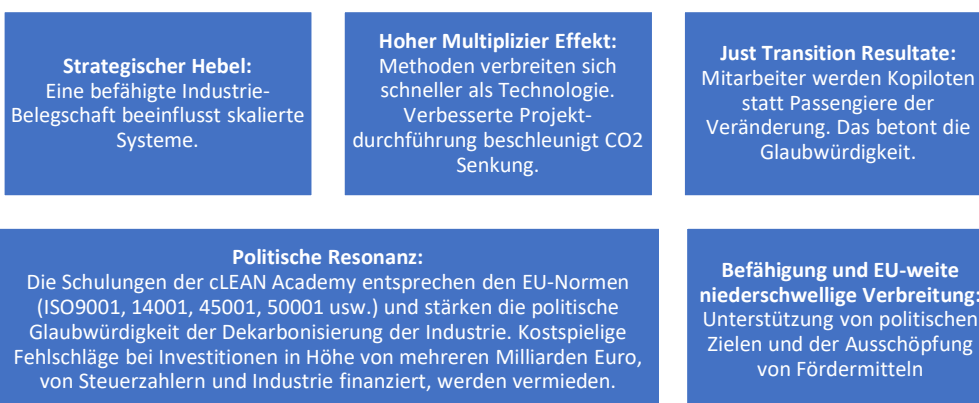 Strategischer Hebel:
Eine befähigte Industrie-
Belegschaft beeinflusst skalierte
Systeme.
Hoher Multiplizier Effekt:
Methoden verbreiten sich
schneller als Technologie.
Verbesserte Projekt-
durchführung beschleunigt CO2
Senkung.
Just Transition Resultate:
Mitarbeiter werden Kopiloten
statt Passengiere der
Veränderung. Das betont die
Glaubwürdigkeit.
Politische Resonanz:
Die Schulungen der cLEAN Academy entsprechen den EU-Normen
(ISO9001, 14001, 45001, 50001 usw.) und stärken die politische
Glaubwürdigkeit der Dekarbonisierung der Industrie. Kostspielige
Fehlschläge bei Investitionen in Höhe von mehreren Milliarden Euro,
von Steuerzahlern und Industrie finanziert, werden vermieden.
Befähigung und EU-weite
niederschwellige Verbreitung:
Unterstützung von politischen
Zielen und der Ausschöpfung
von Fördermitteln